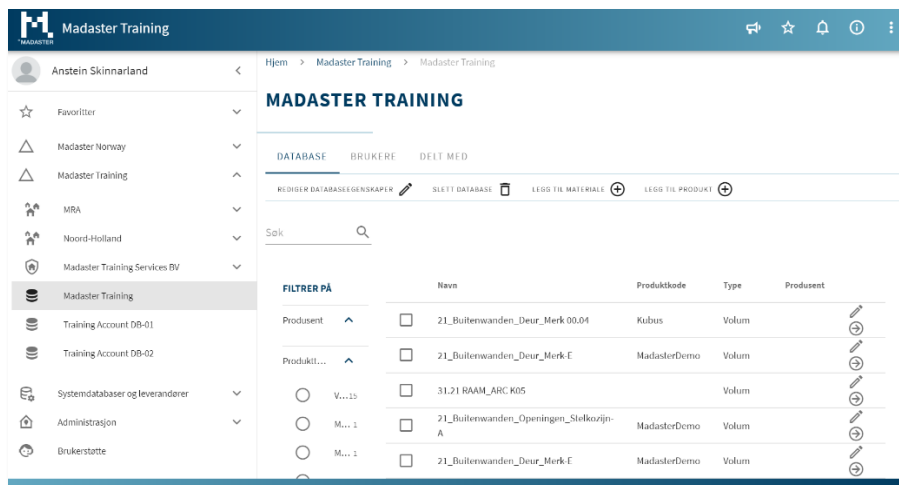 MADASTER
Madaster Training
Anstein Skinnarland
Favoritter
Madaster Norway
Madaster Training
MRA
Noord-Holland
Madaster Training Services BV
Madaster Training
Training Account DB-01
Training Account DB-02
Systemdatabaser og leverandører
Administrasjon
Brukerstøtte
Hjem > Madaster Training > Madaster Training
MADASTER TRAINING
DATABASE BRUKERE DELT MED
REDIGER DATABASEEGENSKAPER SLETT DATABASE LEGG TIL MATERIALE LEGG TIL PRODUKT
Søk
FILTRER PÅ
Produsent
Produktt...
V... 15
M... 1
M... 1
Navn Produktkode Type Produsent
21_Buitenwanden_Deur_Merk 00.04 Kubus Volum
21_Buitenwanden_Deur_Merk-E MadasterDemo Volum
31.21 RAAM_ARC K05 Volum
21_Buitenwanden_Openingen_Stelkozijn-
A MadasterDemo Volum
21_Buitenwanden_Deur_Merk-E MadasterDemo Volum